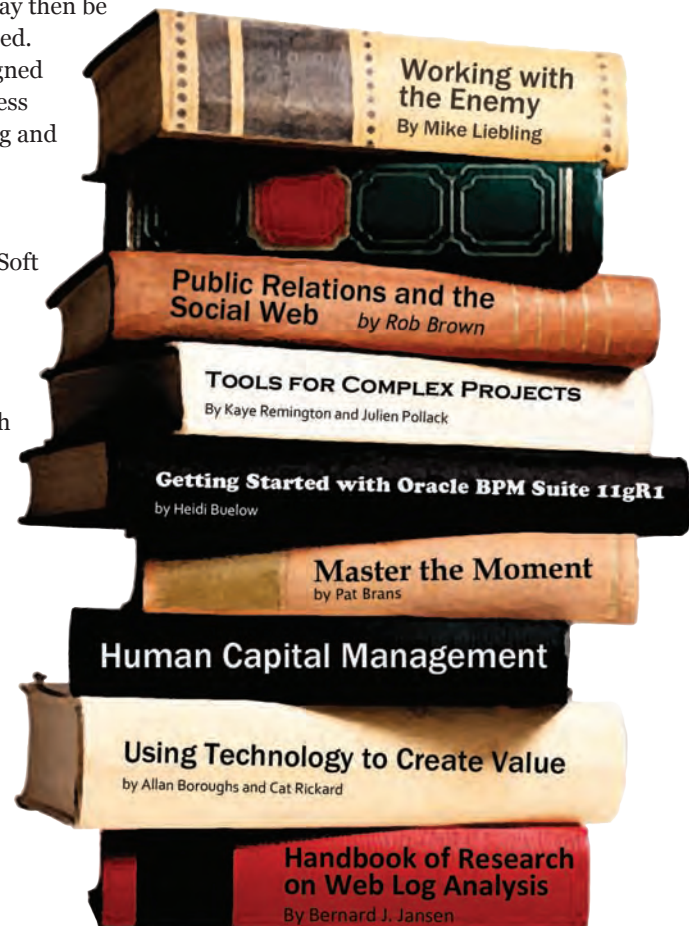 ay then be
ed.
gned
ess
g and
Soft
h
Working with
the Enemy
By Mike Liebling
Public Relations and the
Social Web by Rob Brown
TOOLS FOR COMPLEX PROJECTS
By Kaye Remington and Julien Pollack
Getting Started with Oracle BPM Suite 11gR1
by Heidi Buelow
Master the Moment
by Pat Brans
Human Capital Management
Using Technology to Create Value
by Allan Boroughs and Cat Rickard
Handbook of Research
on Web Log Analysis
By Bernard J. Jansen